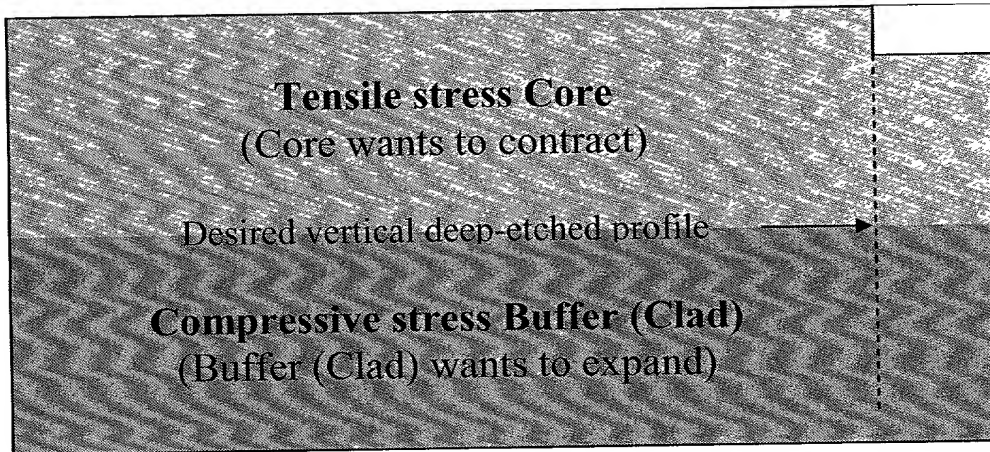 Tensile stress Core
(Core wants to contract)
Desired vertical deep-etched profile
Compressive stress Buffer (Clad)
(Buffer (Clad) wants to expand)